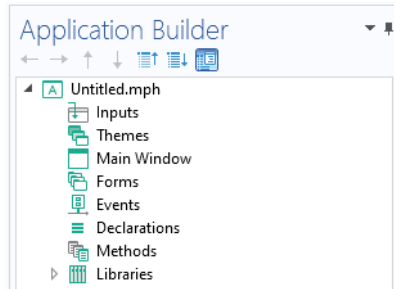 Application Builder
Untitled.mph
Inputs
Themes
Main Window
Forms
Events
Declarations
Methods
Libraries